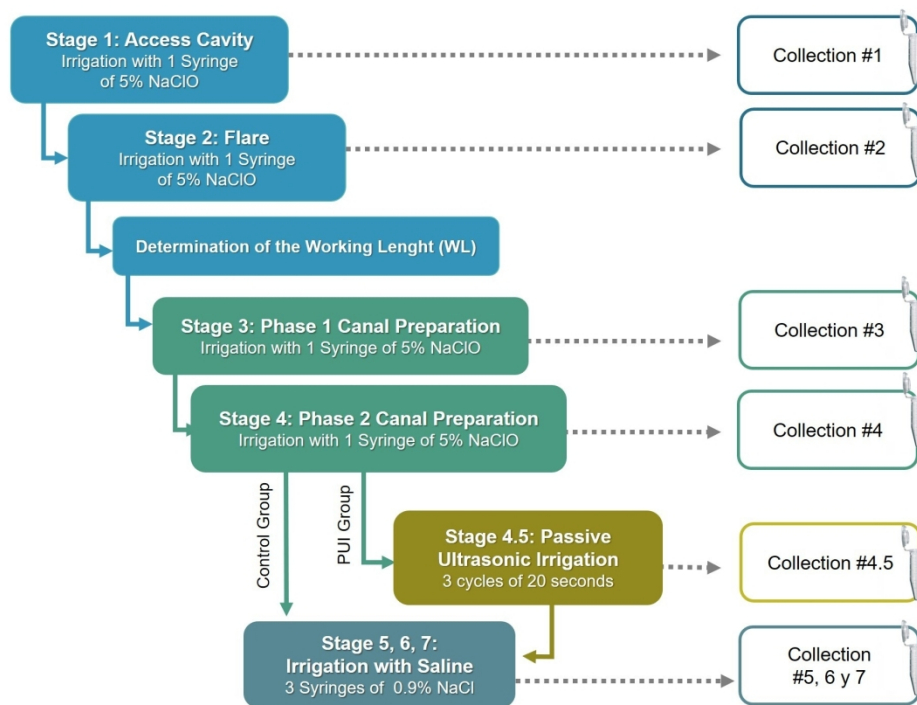 Stage 1: Access Cavity
Irrigation with 1 Syringe
of 5% NaClO
Collection #1
Stage 2: Flare
Irrigation with 1 Syringe
of 5% NaClO
Collection #2
Determination of the Working Lenght (WL)
Stage 3: Phase 1 Canal Preparation
Irrigation with 1 Syringe of 5% NaClO
Collection #3
Stage 4: Phase 2 Canal Preparation
Irrigation with 1 Syringe of 5% NaClO
Collection #4
Control Group
PUI Group
Stage 4.5: Passive
Ultrasonic Irrigation
3 cycles of 20 seconds
Collection #4.5
Stage 5, 6, 7:
Irrigation with Saline
3 Syringes of 0.9% NaCl
Collection
#5, 6 y 7